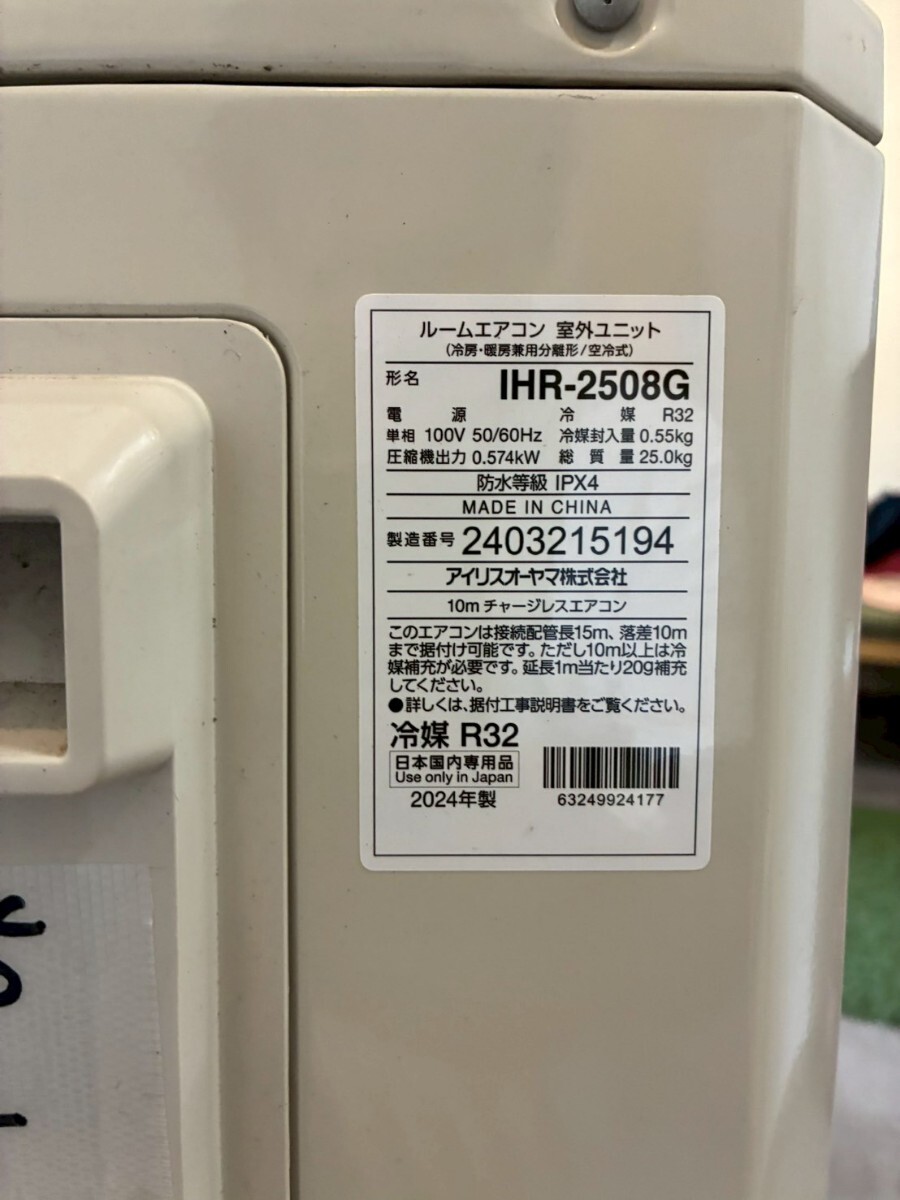 ルームエアコン 室外ユニット
(冷房・暖房兼用分離形/空冷式)
形名 IHR-2508G
電源 冷媒 R32
単相 100V 50/60Hz 冷媒封入量 0.55kg
圧縮機出力 0.574kW 総質量 25.0kg
防水等級 IPX4
MADE IN CHINA
製造番号 2403215194
アイリスオーヤマ株式会社
10mチャージレスエアコン
このエアコンは接続配管長15m、落差10m
まで据付け可能です。ただし10m以上は冷
媒補充が必要です。延長1m当たり20g補充
してください。
●詳しくは、据付工事説明書をご覧ください。
冷媒 R32
日本国内専用品
Use only in Japan
2024年製
63249924177